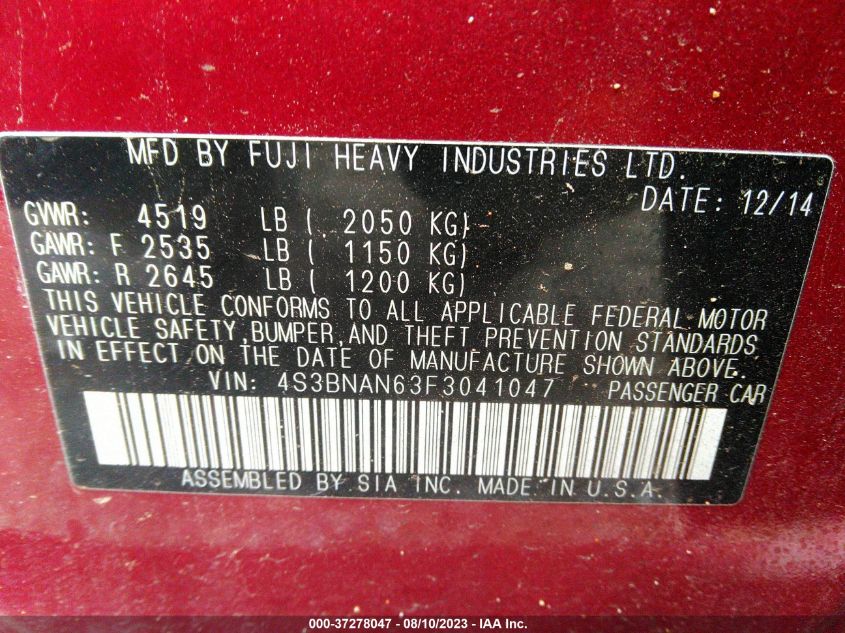 MFD BY FUJI HEAVY INDUSTRIES LTD.
DATE: 12/14
GVWR: 4519 LB ( 2050 KG)
GAWR: F 2535 LB ( 1150 KG)
GAWR: R 2645 LB ( 1200 KG)
THIS VEHICLE CONFORMS TO ALL APPLICABLE FEDERAL MOTOR
VEHICLE SAFETY, BUMPER, AND THEFT PREVENTION STANDARDS
IN EFFECT ON THE DATE OF MANUFACTURE SHOWN ABOVE.
VIN: 4S3BNAN63F3041047 PASSENGER CAR
ASSEMBLED BY SIA INC. MADE IN U.S.A.
000-37278047 - 08/10/2023 - IAA Inc.